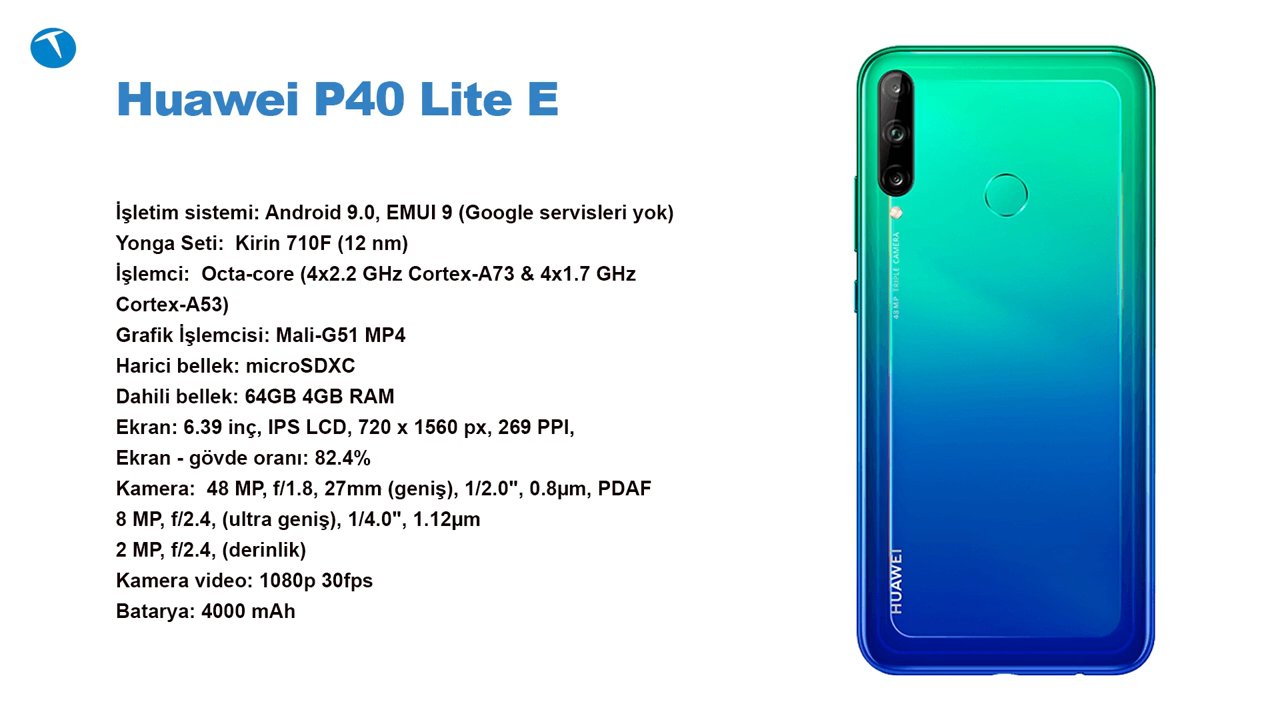 Huawei P40 Lite E
İşletim sistemi: Android 9.0, EMUI 9 (Google servisleri yok)
Yonga Seti:  Kirin 710F (12 nm)
İşlemci:  Octa-core (4x2.2 GHz Cortex-A73 & 4x1.7 GHz
Cortex-A53)
Grafik İşlemcisi: Mali-G51 MP4
Harici bellek: microSDXC
Dahili bellek: 64GB 4GB RAM
Ekran: 6.39 inç, IPS LCD, 720 x 1560 px, 269 PPI,
Ekran - gövde oranı: 82.4%
Kamera:  48 MP, f/1.8, 27mm (geniş), 1/2.0", 0.8µm, PDAF
8 MP, f/2.4, (ultra geniş), 1/4.0", 1.12µm
2 MP, f/2.4, (derinlik)
Kamera video: 1080p 30fps
Batarya: 4000 mAh
48 MP TRIPLE CAMERA
HUAWEI